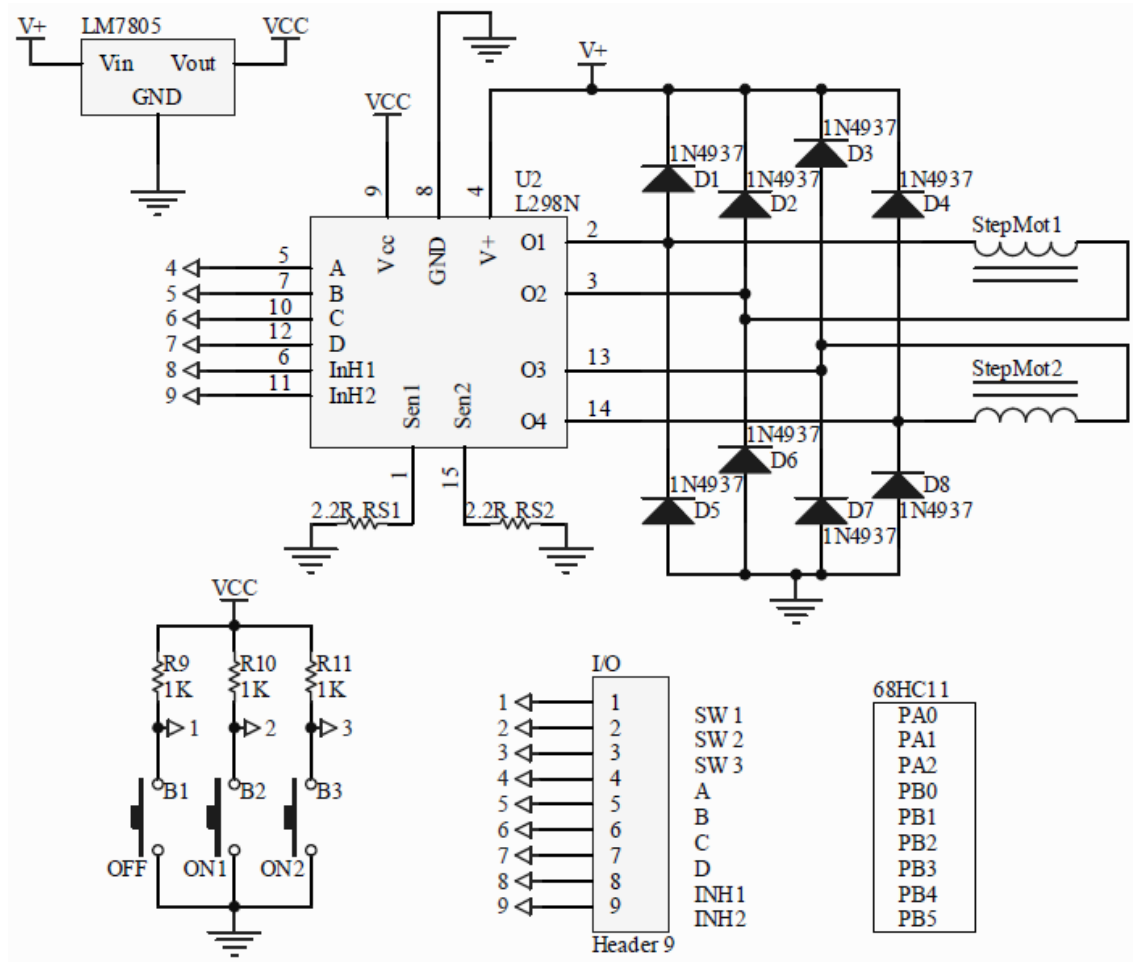 LM7805
V+
VCC
Vin
Vout
GND
V+
VCC
9
8
4
U2
L298N
Vcc
GND
V+
4
5
A
5
7
B
6
10
C
7
12
D
8
6
InH1
9
11
InH2
O1
2
O2
3
O3
13
O4
14
Sen1
Sen2
1
15
2.2R RS1
2.2R RS2
1N4937
D1
1N4937
D2
1N4937
D3
1N4937
D4
1N4937
D5
1N4937
D6
D7
1N4937
D8
1N4937
StepMot1
StepMot2
VCC
R9
1K
R10
1K
R11
1K
1
2
3
B1
B2
B3
OFF
ON1
ON2
I/O
1
1
SW 1
2
2
SW 2
3
3
SW 3
4
4
A
5
5
B
6
6
C
7
7
D
8
8
INH1
9
9
INH2
Header 9
68HC11
PA0
PA1
PA2
PB0
PB1
PB2
PB3
PB4
PB5